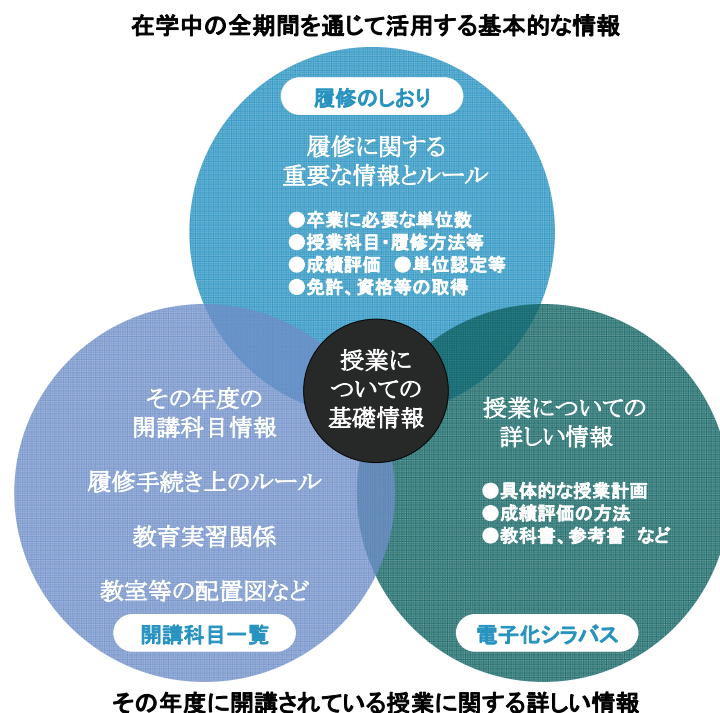 在学中の全期間を通じて活用する基本的な情報
履修のしおり
履修に関する
重要な情報とルール
●卒業に必要な単位数
●授業科目・履修方法等
●成績評価　●単位認定等
●免許、資格等の取得
授業に
ついての
基礎情報
その年度の
開講科目情報
履修手続き上のルール
教育実習関係
教室等の配置図など
開講科目一覧
授業についての
詳しい情報
●具体的な授業計画
●成績評価の方法
●教科書、参考書　など
電子化シラバス
その年度に開講されている授業に関する詳しい情報